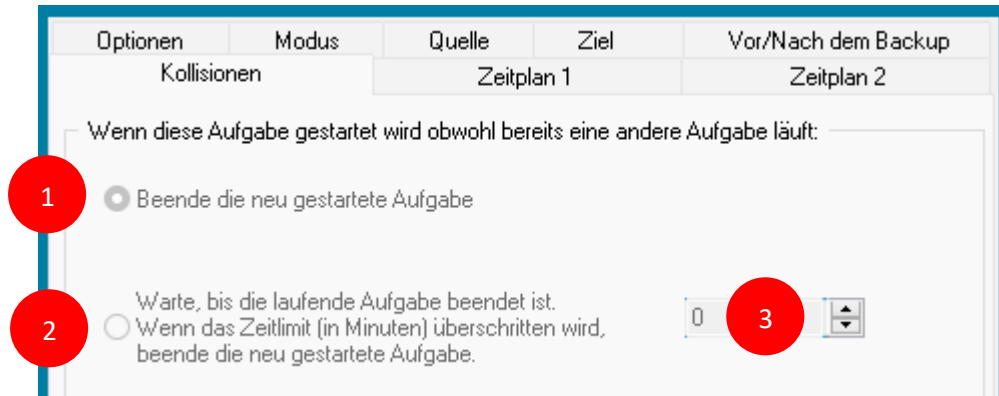 Optionen Modus Quelle Ziel Vor/Nach dem Backup
Kollisionen Zeitplan 1 Zeitplan 2
Wenn diese Aufgabe gestartet wird obwohl bereits eine andere Aufgabe läuft:
1 Beende die neu gestartete Aufgabe
Warte, bis die laufende Aufgabe beendet ist.
2 Wenn das Zeitlimit (in Minuten) überschritten wird, 0 3
beende die neu gestartete Aufgabe.